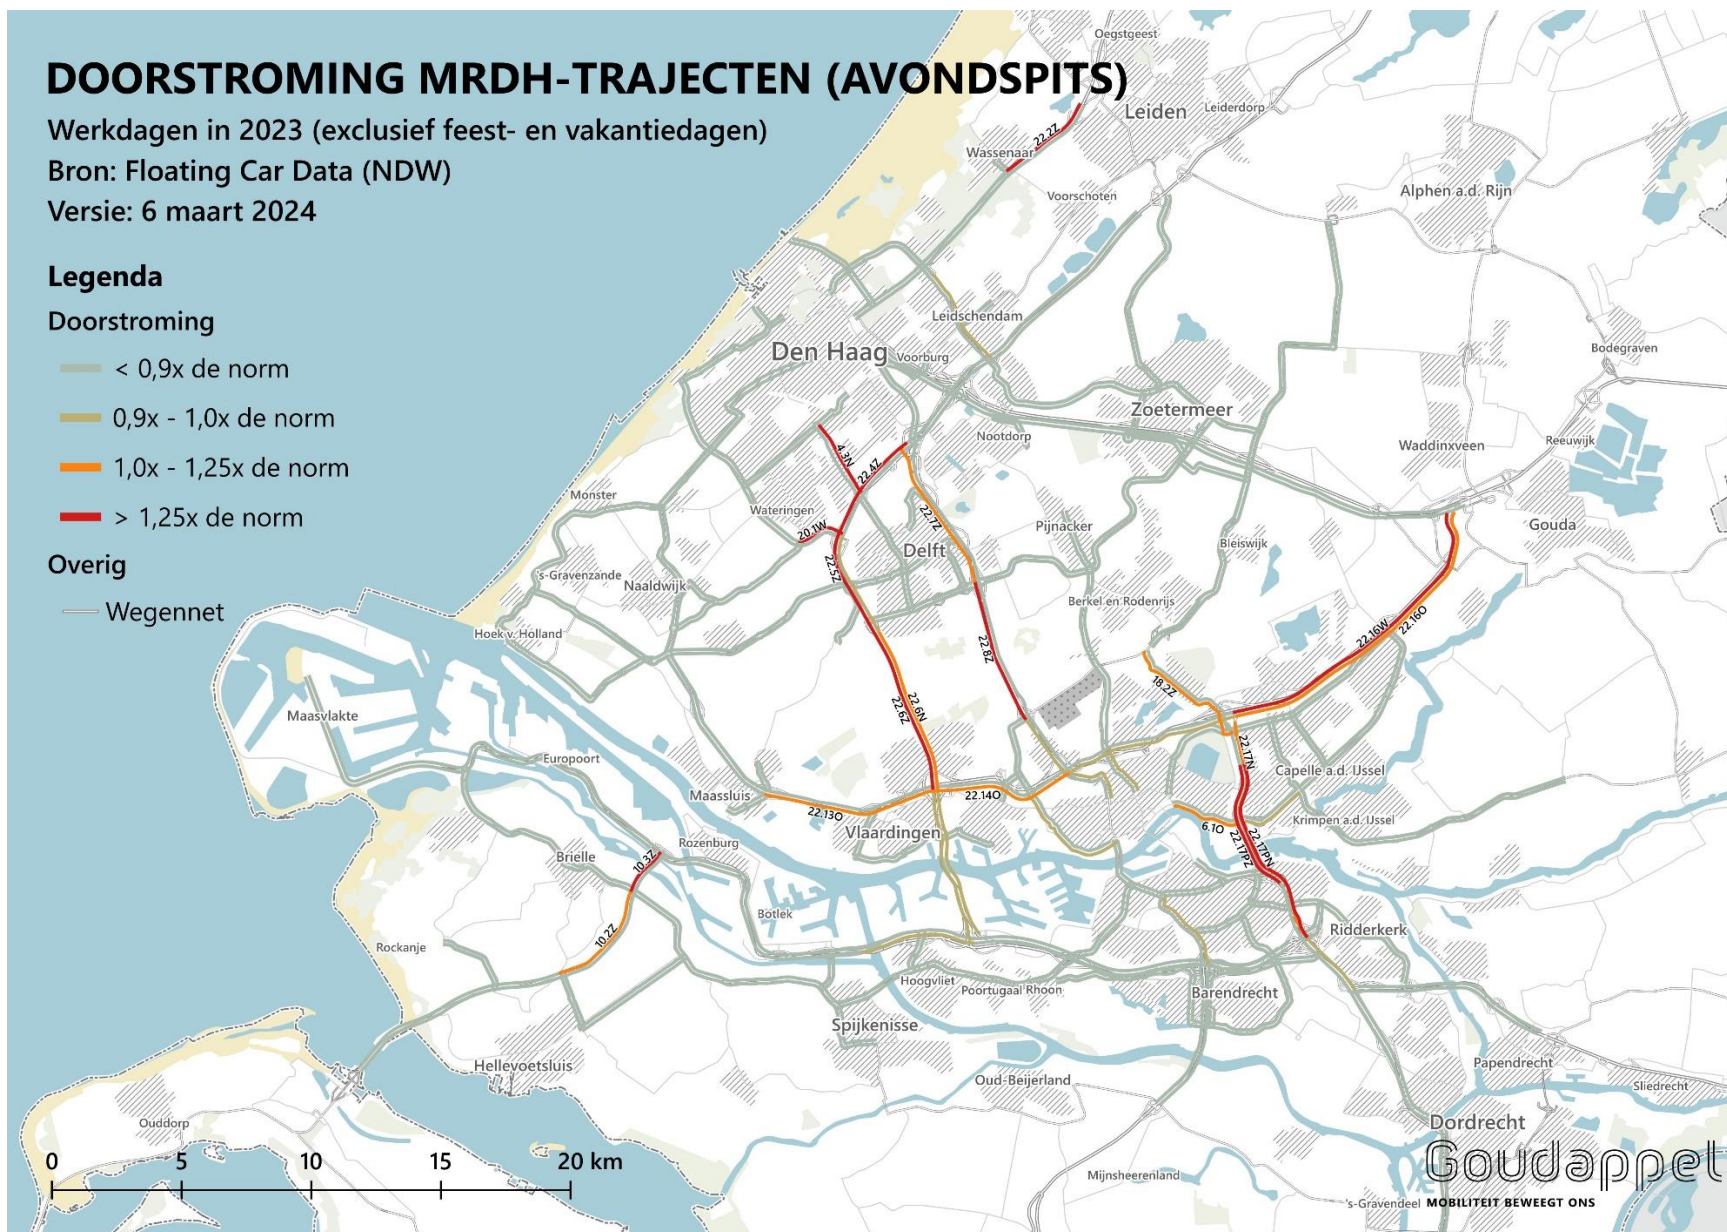 DOORSTROMING MRDH-TRAJECTEN (AVONDSPITS)
Werkdagen in 2023 (exclusief feest- en vakantiedagen)
Bron: Floating Car Data (NDW)
Versie: 6 maart 2024
Legenda
Doorstroming
< 0,9x de norm
0,9x - 1,0x de norm
1,0x - 1,25x de norm
> 1,25x de norm
Overig
Wegennet
Oegstgeest
Leiden
Leiderdorp
22.2Z
Wassenaar
Voorschoten
Alphen a.d. Rijn
Leidschendam
Den Haag
Voorburg
Bodegraven
Zoetermeer
Nootdorp
Waddinxveen
Reeuwijk
4.3N
22.4Z
Monster
Wateringen
20.1W
22.7Z
Pijnacker
Gouda
Delft
Bleiswijk
22.5Z
's-Gravenzande
Naaldwijk
Berkel en Rodenrijs
Hoek v. Holland
22.16W
22.16O
22.8Z
18.2Z
22.6N
22.6Z
Maasvlakte
Europoort
22.17N
Capelle a.d. IJssel
Maassluis
22.13O
22.14O
Vlaardingen
6.1O
Krimpen a.d. IJssel
Rozenburg
22.17PN
22.17PZ
Brielle
10.3Z
Botlek
10.2Z
Rockanje
Ridderkerk
Hoogvliet
Poortugaal
Rhoon
Barendrecht
Spijkenisse
Hellevoetsluis
Oud-Beijerland
Papendrecht
Sliedrecht
Ouddorp
Dordrecht
0
5
10
15
20 km
Mijnsheerenland
's-Gravendeel
Goudappel
MOBILITEIT BEWEEGT ONS